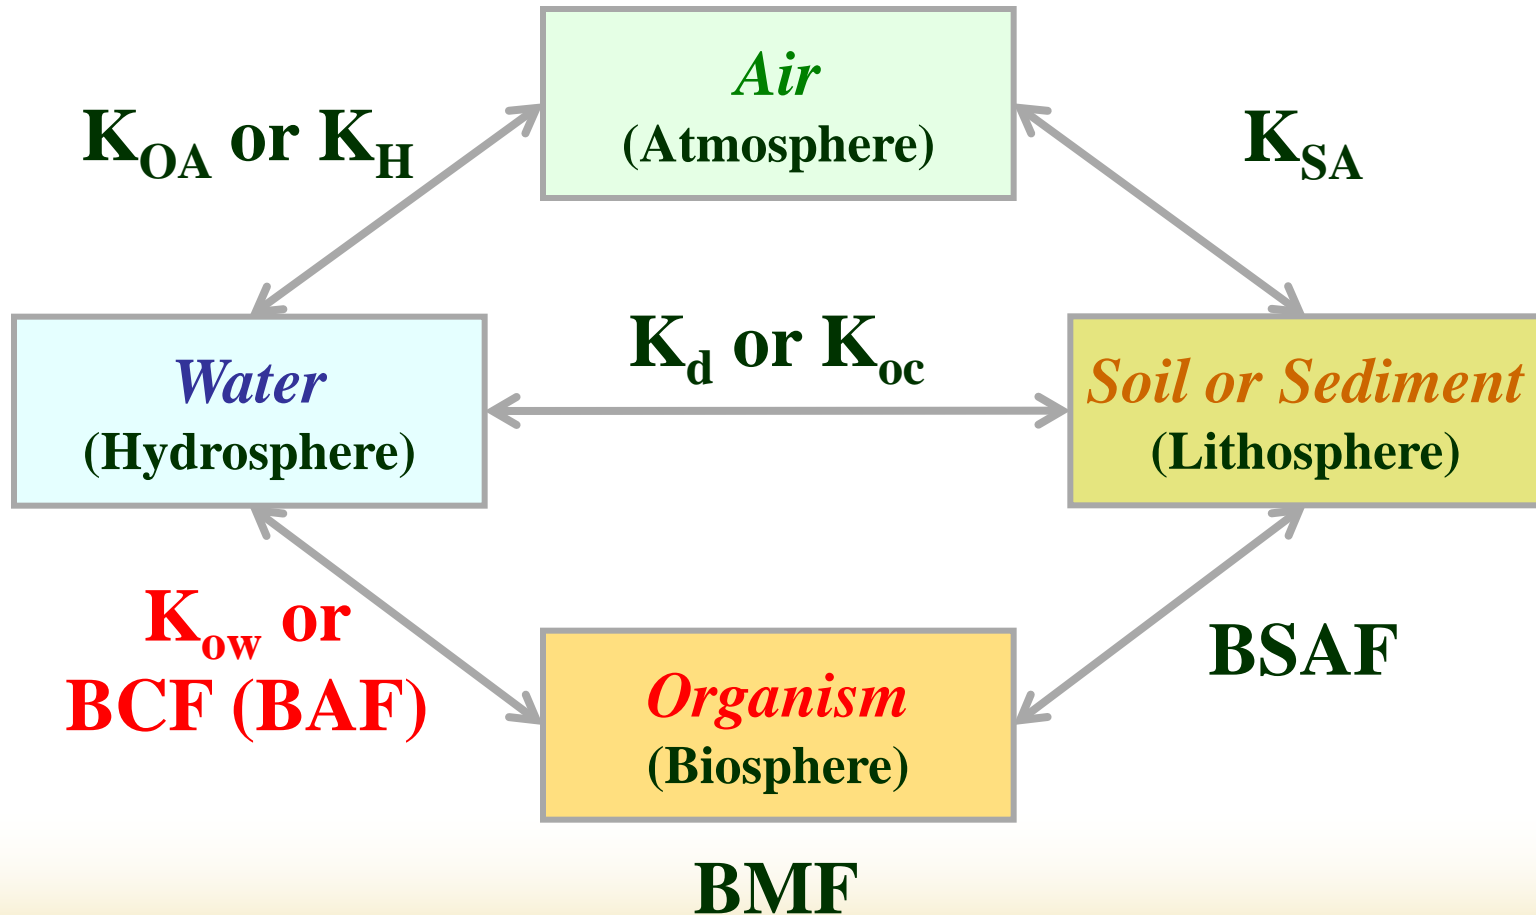 Air
(Atmosphere)
K_OA or K_H
K_SA
K_d or K_oc
Water
(Hydrosphere)
Soil or Sediment
(Lithosphere)
K_ow or
BCF (BAF)
Organism
(Biosphere)
BSAF
BMF